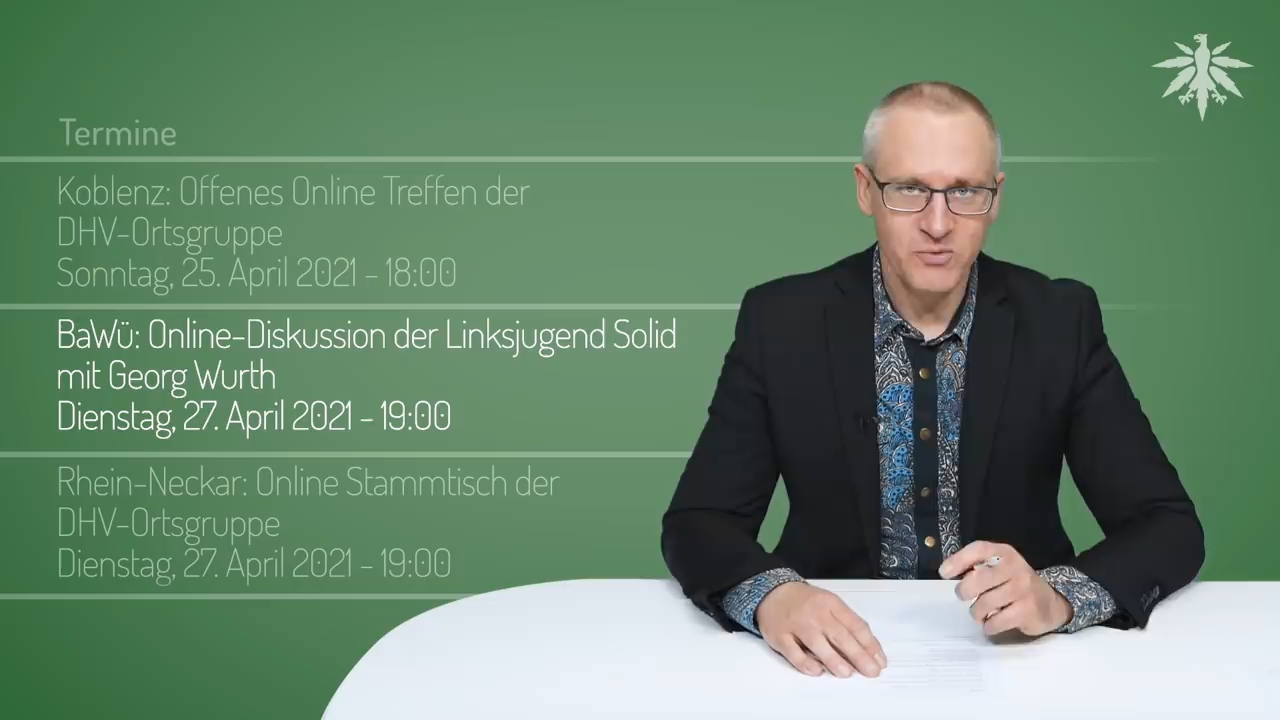 Termine
Koblenz: Offenes Online Treffen der
DHV-Ortsgruppe
Sonntag, 25. April 2021 - 18:00
BaWü: Online-Diskussion der Linksjugend Solid
mit Georg Wurth
Dienstag, 27. April 2021 - 19:00
Rhein-Neckar: Online Stammtisch der
DHV-Ortsgruppe
Dienstag, 27. April 2021 - 19:00